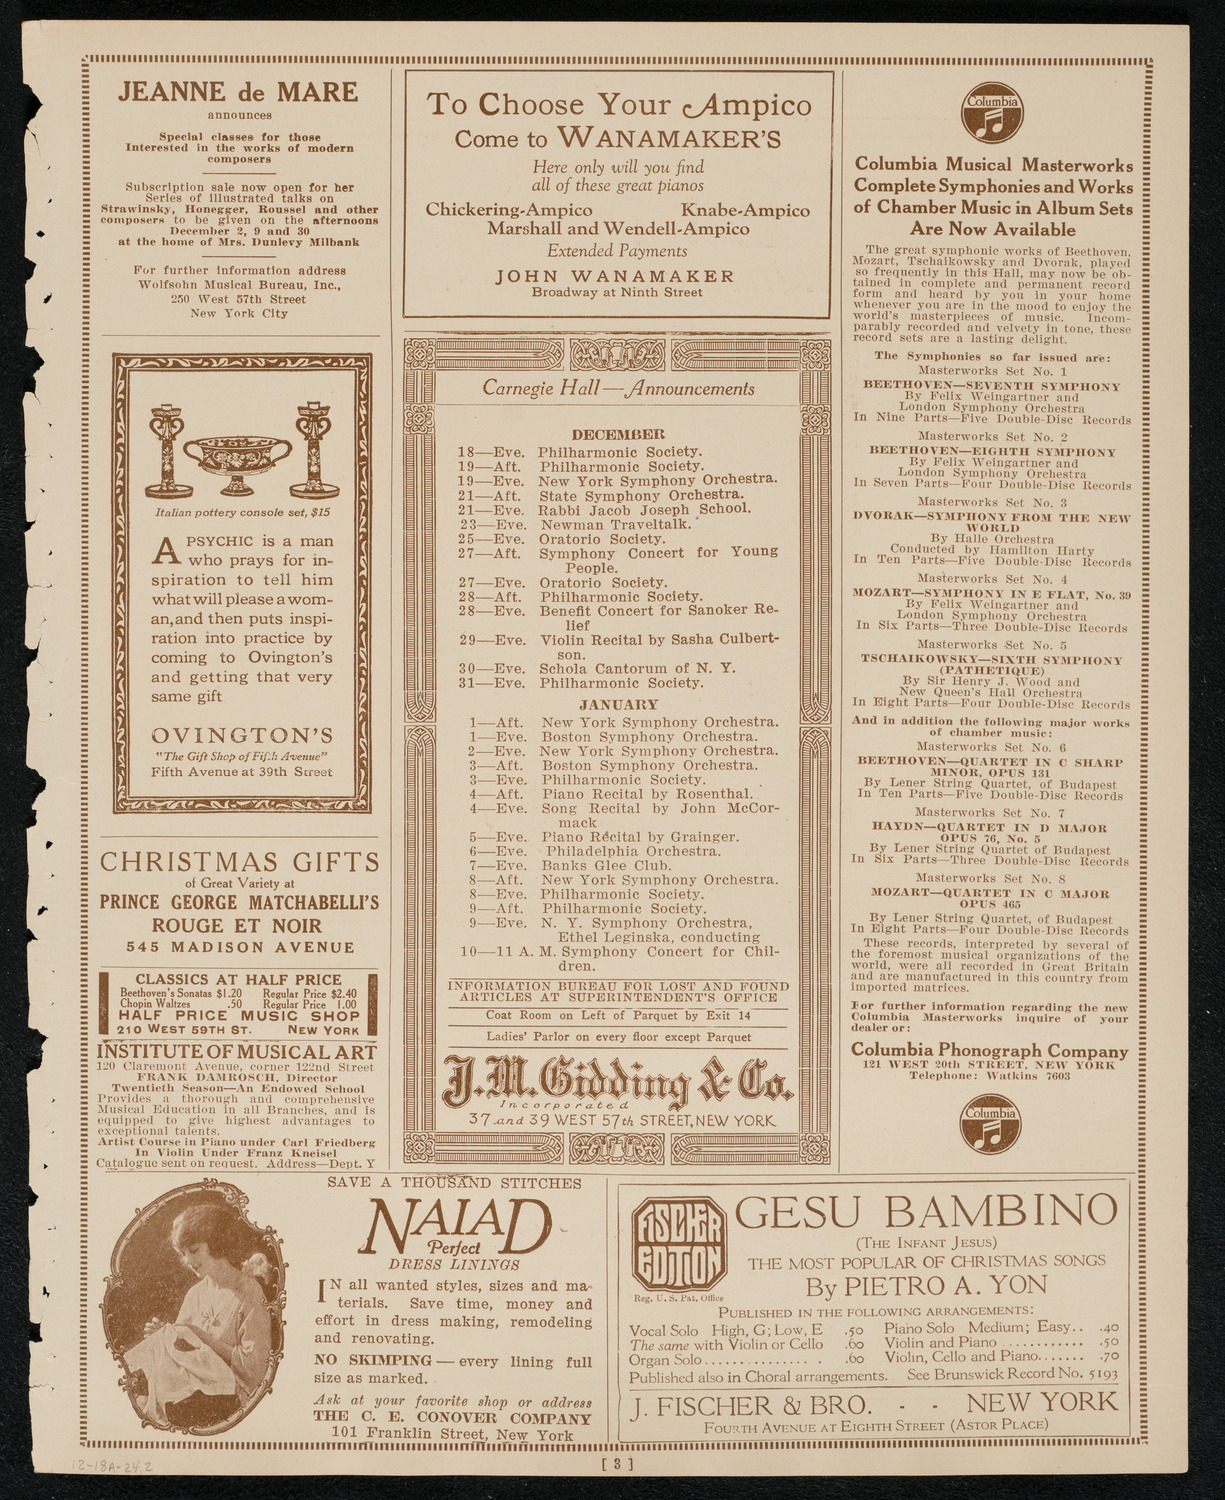 JEANNE de MARE
announces
Special classes for those
Interested in the works of modern
composers
Subscription sale now open for her
Series of illustrated talks on
Strawinsky, Honegger, Roussel and other
composers to be given on the afternoons
December 2, 9 and 30
at the home of Mrs. Dunlevy Milbank
For further information address
Wolfsohn Musical Bureau, Inc.,
250 West 57th Street
New York City
Italian pottery console set, $15
A PSYCHIC is a man
who prays for in-
spiration to tell him
what will please a wom-
an, and then puts inspi-
ration into practice by
coming to Ovington's
and getting that very
same gift
OVINGTON'S
"The Gift Shop of Fifth Avenue"
Fifth Avenue at 39th Street
CHRISTMAS GIFTS
of Great Variety at
PRINCE GEORGE MATCHABELLI'S
ROUGE ET NOIR
545 MADISON AVENUE
CLASSICS AT HALF PRICE
Beethoven's Sonatas $1.20 Regular Price $2.40
Chopin Waltzes .50 Regular Price 1.00
HALF PRICE MUSIC SHOP
210 WEST 59TH ST. NEW YORK
INSTITUTE OF MUSICAL ART
120 Claremont Avenue, corner 122nd Street
FRANK DAMROSCH, Director
Twentieth Season—An Endowed School
Provides a thorough and comprehensive
Musical Education in all Branches, and is
equipped to give highest advantages to
exceptional talents.
Artist Course in Piano under Carl Friedberg
In Violin Under Franz Kneisel
Catalogue sent on request. Address—Dept. Y
To Choose Your Ampico
Come to WANAMAKER'S
Here only will you find
all of these great pianos
Chickering-Ampico Knabe-Ampico
Marshall and Wendell-Ampico
Extended Payments
JOHN WANAMAKER
Broadway at Ninth Street
Carnegie Hall—Announcements
DECEMBER
18—Eve. Philharmonic Society.
19—Aft. Philharmonic Society.
19—Eve. New York Symphony Orchestra.
21—Aft. State Symphony Orchestra.
21—Eve. Rabbi Jacob Joseph School.
23—Eve. Newman Traveltalk.
25—Eve. Oratorio Society.
27—Aft. Symphony Concert for Young
People.
27—Eve. Oratorio Society.
28—Aft. Philharmonic Society.
28—Eve. Benefit Concert for Sanoker Re-
lief
29—Eve. Violin Recital by Sasha Culbert-
son.
30—Eve. Schola Cantorum of N. Y.
31—Eve. Philharmonic Society.
JANUARY
1—Aft. New York Symphony Orchestra.
1—Eve. Boston Symphony Orchestra.
2—Eve. New York Symphony Orchestra.
3—Aft. Boston Symphony Orchestra.
3—Eve. Philharmonic Society.
4—Aft. Piano Recital by Rosenthal.
4—Eve. Song Recital by John McCor-
mack
5—Eve. Piano Recital by Grainger.
6—Eve. Philadelphia Orchestra.
7—Eve. Banks Glee Club.
8—Aft. New York Symphony Orchestra.
8—Eve. Philharmonic Society.
9—Aft. Philharmonic Society.
9—Eve. N. Y. Symphony Orchestra,
Ethel Leginska, conducting
10—11 A. M. Symphony Concert for Chil-
dren.
INFORMATION BUREAU FOR LOST AND FOUND
ARTICLES AT SUPERINTENDENT'S OFFICE
Coat Room on Left of Parquet by Exit 14
Ladies' Parlor on every floor except Parquet
J. M. Gidding & Co.
Incorporated
37 and 39 WEST 57th STREET, NEW YORK
Columbia
Columbia Musical Masterworks
Complete Symphonies and Works
of Chamber Music in Album Sets
Are Now Available
The great symphonic works of Beethoven,
Mozart, Tschaikowsky and Dvorak, played
so frequently in this Hall, may now be ob-
tained in complete and permanent record
form and heard by you in your home
whenever you are in the mood to enjoy the
world's masterpieces of music. Incom-
parably recorded and velvety in tone, these
record sets are a lasting delight.
The Symphonies so far issued are:
Masterworks Set No. 1
BEETHOVEN—SEVENTH SYMPHONY
By Felix Weingartner and
London Symphony Orchestra
In Nine Parts—Five Double-Disc Records
Masterworks Set No. 2
BEETHOVEN—EIGHTH SYMPHONY
By Felix Weingartner and
London Symphony Orchestra
In Seven Parts—Four Double-Disc Records
Masterworks Set No. 3
DVORAK—SYMPHONY FROM THE NEW
WORLD
By Halle Orchestra
Conducted by Hamilton Harty
In Ten Parts—Five Double-Disc Records
Masterworks Set No. 4
MOZART—SYMPHONY IN E FLAT, No. 39
By Felix Weingartner and
London Symphony Orchestra
In Six Parts—Three Double-Disc Records
Masterworks Set No. 5
TSCHAIKOWSKY—SIXTH SYMPHONY
(PATHETIQUE)
By Sir Henry J. Wood and
New Queen's Hall Orchestra
In Eight Parts—Four Double-Disc Records
And in addition the following major works
of chamber music:
Masterworks Set No. 6
BEETHOVEN—QUARTET IN C SHARP
MINOR, OPUS 131
By Lener String Quartet, of Budapest
In Ten Parts—Five Double-Disc Records
Masterworks Set No. 7
HAYDN—QUARTET IN D MAJOR
OPUS 76, No. 5
By Lener String Quartet of Budapest
In Six Parts—Three Double-Disc Records
Masterworks Set No. 8
MOZART—QUARTET IN C MAJOR
OPUS 465
By Lener String Quartet, of Budapest
In Eight Parts—Four Double-Disc Records
These records, interpreted by several of
the foremost musical organizations of the
world, were all recorded in Great Britain
and are manufactured in this country from
imported matrices.
For further information regarding the new
Columbia Masterworks inquire of your
dealer or:
Columbia Phonograph Company
121 WEST 20th STREET, NEW YORK
Telephone: Watkins 7603
Columbia
SAVE A THOUSAND STITCHES
NAIAD
Perfect
DRESS LININGS
IN all wanted styles, sizes and ma-
terials. Save time, money and
effort in dress making, remodeling
and renovating.
NO SKIMPING—every lining full
size as marked.
Ask at your favorite shop or address
THE C. E. CONOVER COMPANY
101 Franklin Street, New York
FISCHER
EDITION
Reg. U. S. Pat. Office
GESU BAMBINO
(THE INFANT JESUS)
THE MOST POPULAR OF CHRISTMAS SONGS
By PIETRO A. YON
PUBLISHED IN THE FOLLOWING ARRANGEMENTS:
Vocal Solo High, G; Low, E .50 Piano Solo Medium; Easy.. .40
The same with Violin or Cello .60 Violin and Piano ........... .50
Organ Solo............... .60 Violin, Cello and Piano....... .70
Published also in Choral arrangements. See Brunswick Record No. 5193
J. FISCHER & BRO. - - NEW YORK
FOURTH AVENUE AT EIGHTH STREET (ASTOR PLACE)
[ 3 ]
12-18A-24.2